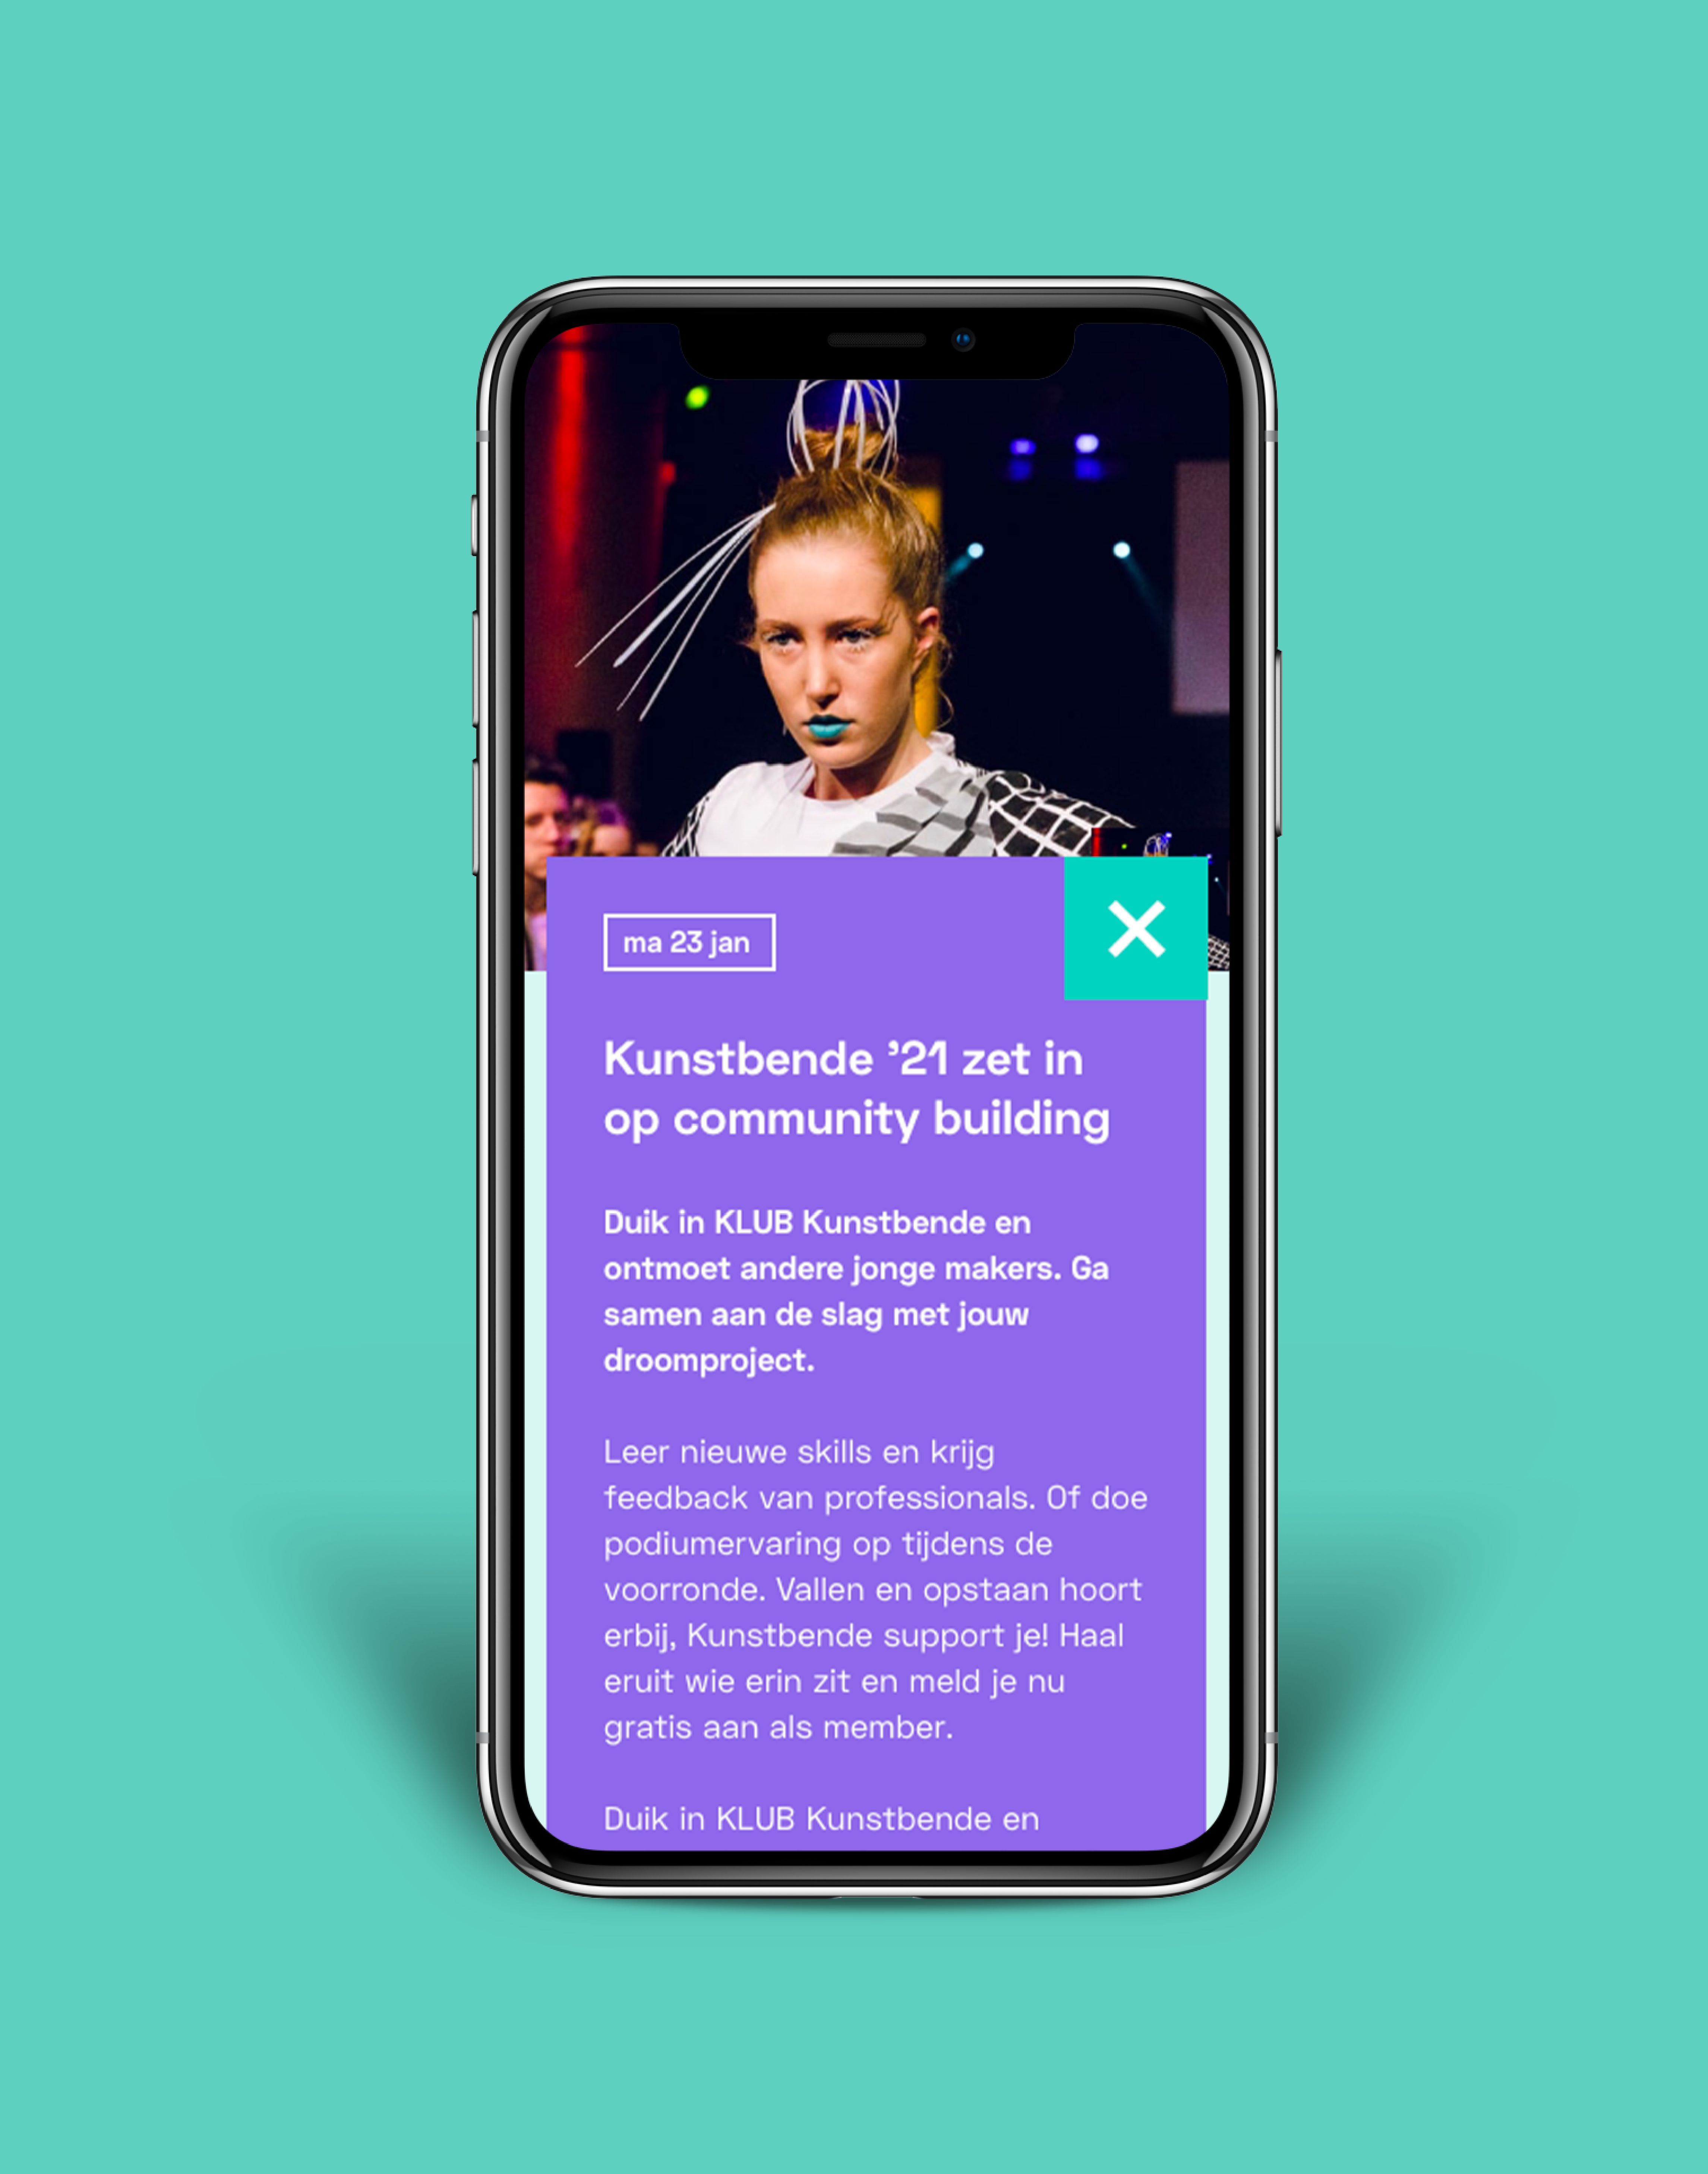 ma 23 jan
Kunstbende ’21 zet in
op community building
Duik in KLUB Kunstbende en
ontmoet andere jonge makers. Ga
samen aan de slag met jouw
droomproject.
Leer nieuwe skills en krijg
feedback van professionals. Of doe
podiumervaring op tijdens de
voorronde. Vallen en opstaan hoort
erbij, Kunstbende support je! Haal
eruit wie erin zit en meld je nu
gratis aan als member.
Duik in KLUB Kunstbende en